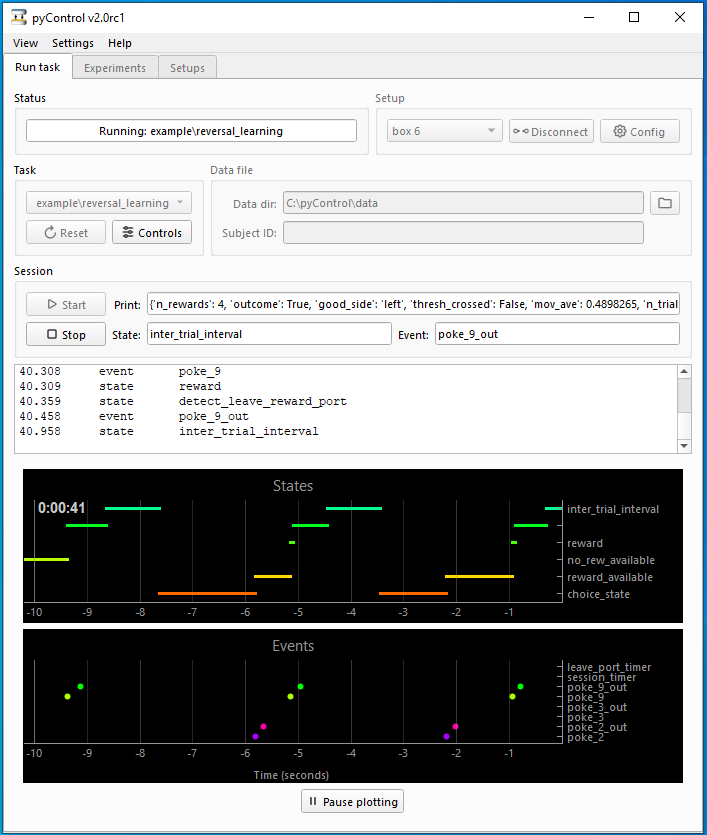 pyControl v2.0rc1
View Settings Help
Run task Experiments Setups
Status Setup
Running: example\reversal_learning box 6 Disconnect Config
Task Data file
example\reversal_learning Data dir: C:\pyControl\data
Reset Controls Subject ID:
Session
Start Print: {'n_rewards': 4, 'outcome': True, 'good_side': 'left', 'thresh_crossed': False, 'mov_ave': 0.4898265, 'n_trial
Stop State: inter_trial_interval Event: poke_9_out
40.308 event poke_9
40.309 state reward
40.359 state detect_leave_reward_port
40.458 event poke_9_out
40.958 state inter_trial_interval
States
0:00:41 inter_trial_interval
reward
no_rew_available
reward_available
choice_state
-10 -9 -8 -7 -6 -5 -4 -3 -2 -1
Events
leave_port_timer
session_timer
poke_9_out
poke_9
poke_3_out
poke_3
poke_2_out
poke_2
-10 -9 -8 -7 -6 -5 -4 -3 -2 -1
Time (seconds)
Pause plotting